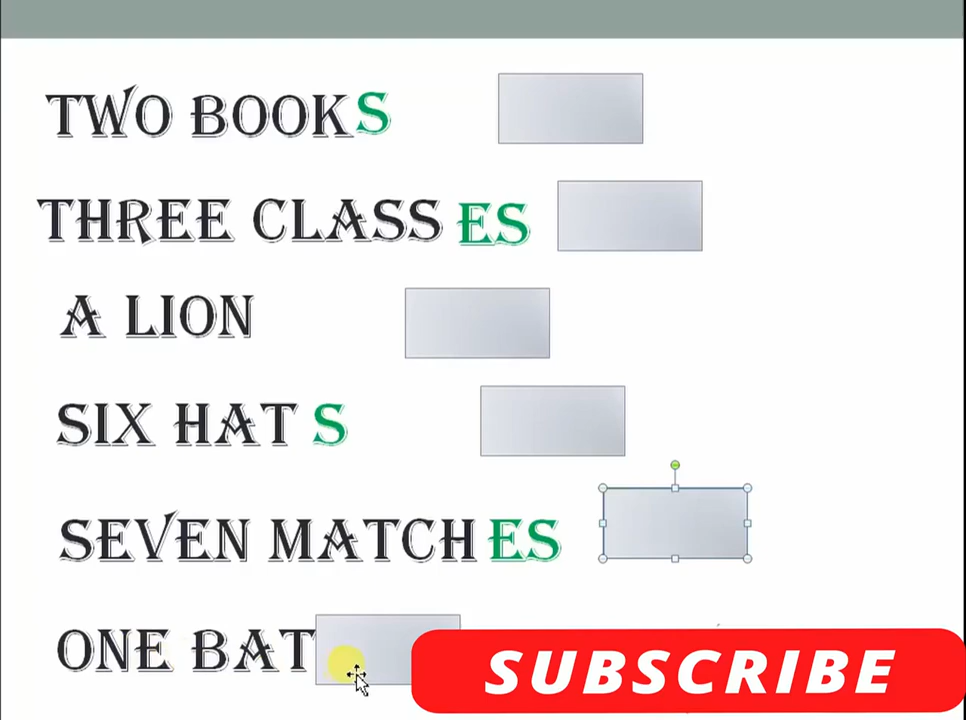 TWO BOOKS
THREE CLASS ES
A LION
SIX HAT S
SEVEN MATCH ES
ONE BAT
SUBSCRIBE